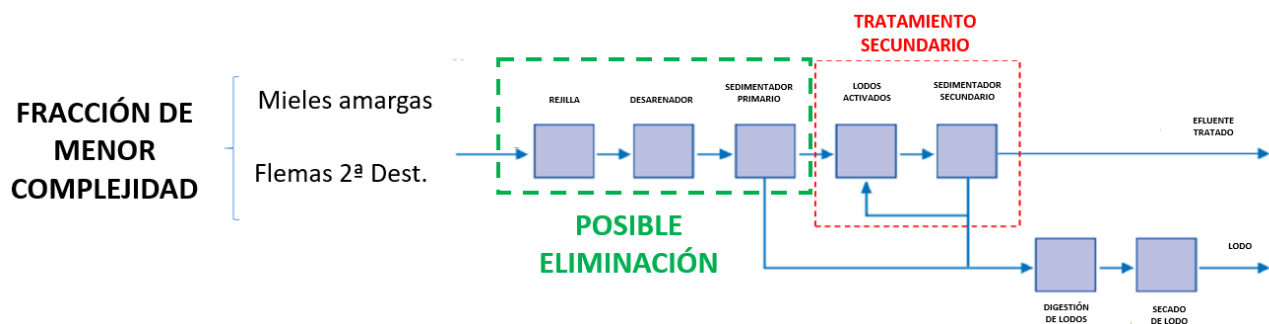 FRACCIÓN DE
MENOR
COMPLEJIDAD
Mieles amargas
Flemas 2ª Dest.
REJILLA
DESARENADOR
SEDIMENTADOR
PRIMARIO
POSIBLE
ELIMINACIÓN
TRATAMIENTO
SECUNDARIO
LODOS
ACTIVADOS
SEDIMENTADOR
SECUNDARIO
EFLUENTE
TRATADO
LODO
DIGESTIÓN
DE LODOS
SECADO
DE LODO